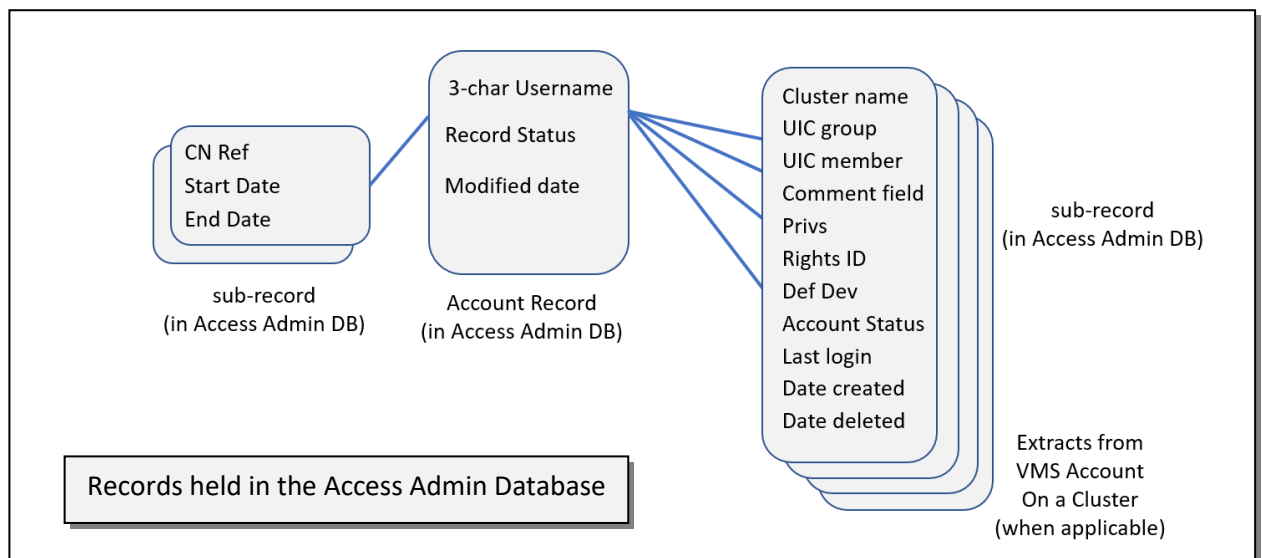 CN Ref
Start Date
End Date
sub-record
(in Access Admin DB)
3-char Username
Record Status
Modified date
Account Record
(in Access Admin DB)
Cluster name
UIC group
UIC member
Comment field
Privs
Rights ID
Def Dev
Account Status
Last login
Date created
Date deleted
sub-record
(in Access Admin DB)
Extracts from
VMS Account
On a Cluster
(when applicable)
Records held in the Access Admin Database